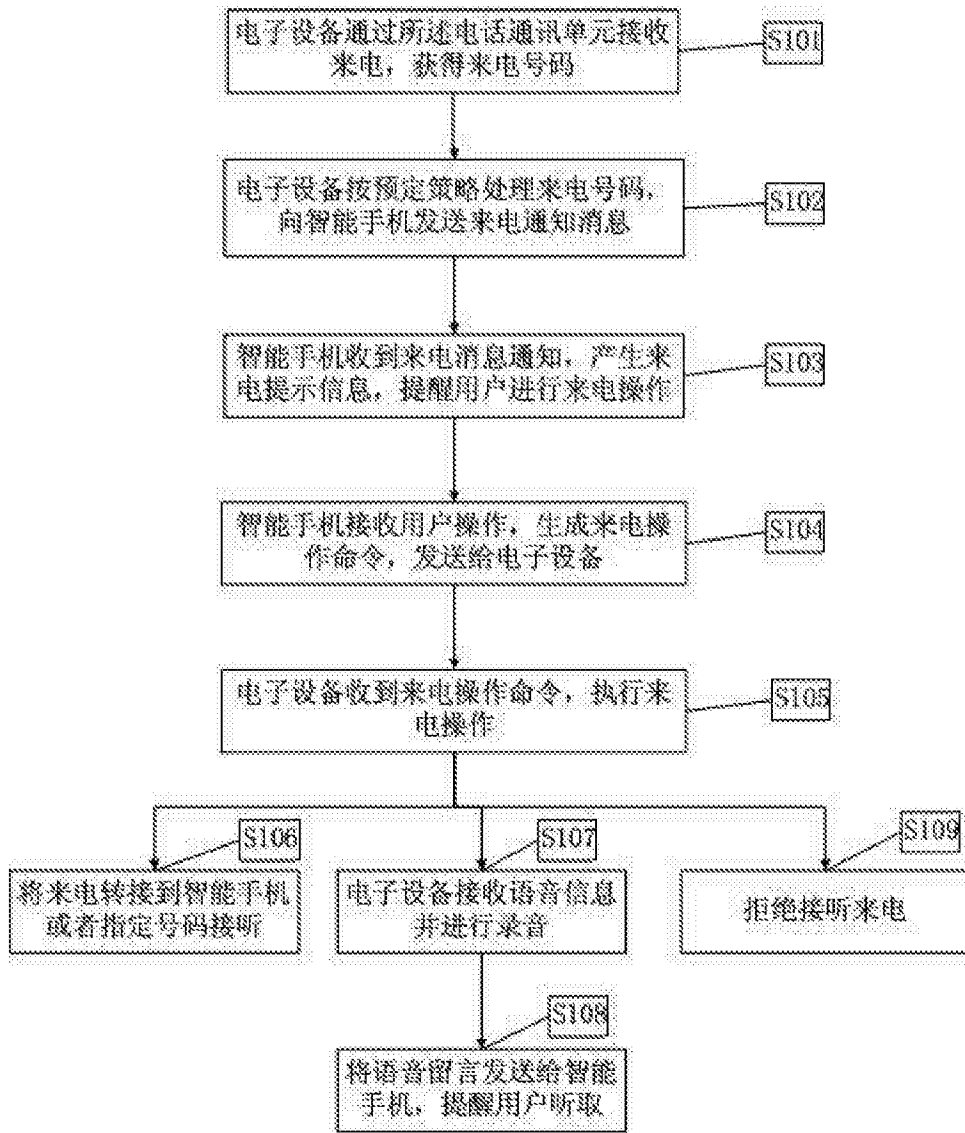 电子设备通过所述电话通讯单元接收
来电，获得来电号码
S101
电子设备按预定策略处理来电号码，
向智能手机发送来电通知消息
S102
智能手机收到来电消息通知，产生来
电提示信息，提醒用户进行来电操作
S103
智能手机接收用户操作，生成来电操
作命令，发送给电子设备
S104
电子设备收到来电操作命令，执行来
电操作
S105
S106
将来电转接到智能手机
或者指定号码接听
S107
电子设备接收语音信息
并进行录音
S109
拒绝接听来电
S108
将语音留言发送给智能
手机，提醒用户听取